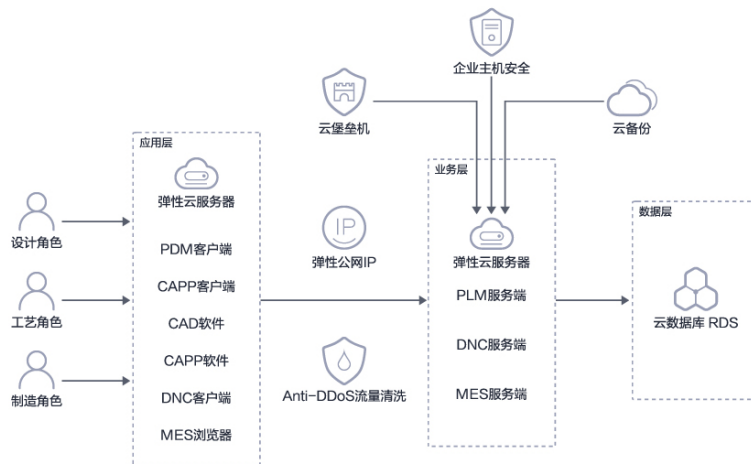 企业主机安全
云堡垒机
云备份
应用层
弹性云服务器
PDM客户端
CAPP客户端
CAD软件
CAPP软件
DNC客户端
MES浏览器
设计角色
工艺角色
制造角色
IP
弹性公网IP
Anti-DDoS流量清洗
业务层
弹性云服务器
PLM服务端
DNC服务端
MES服务端
数据层
云数据库 RDS